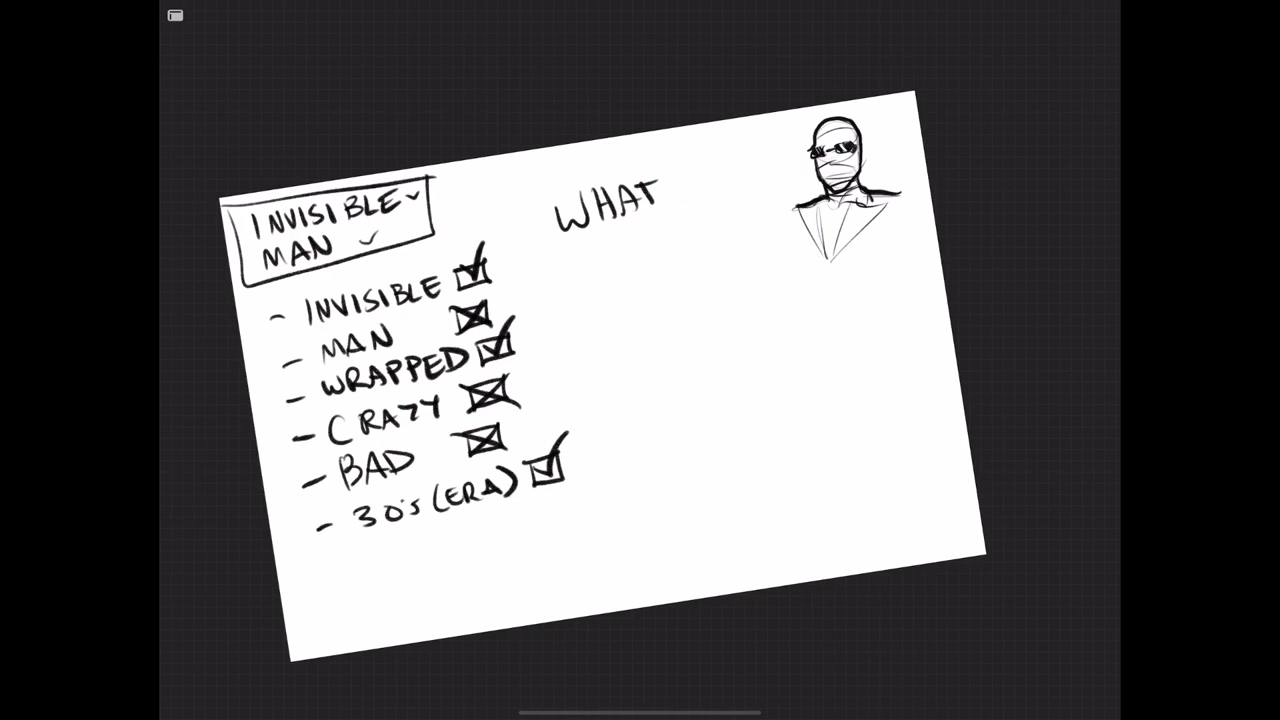 INVISIBLE
MAN
- INVISIBLE
- MAN
- WRAPPED
- CRAZY
- BAD
- 30's (ERA)
WHAT